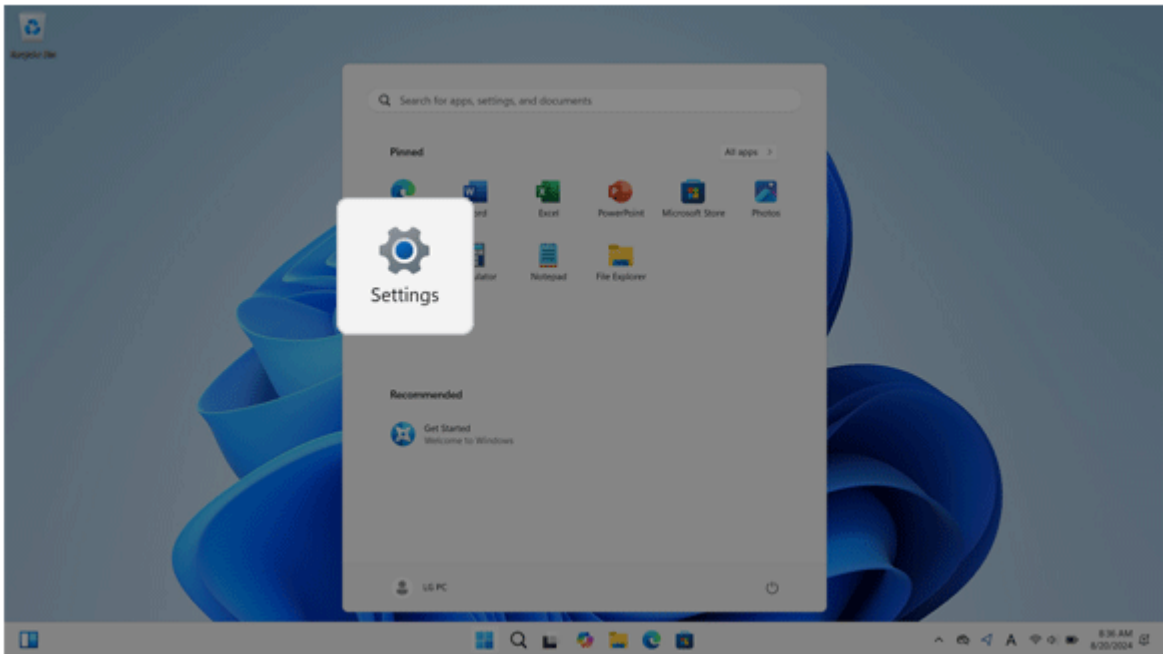 Recycle Bin
Search for apps, settings, and documents
Pinned
All apps >
Word
Excel
PowerPoint
Microsoft Store
Photos
Settings
Notepad
File Explorer
Recommended
Get Started
Welcome to Windows
LG PC
A
8:36 AM
8/20/2024